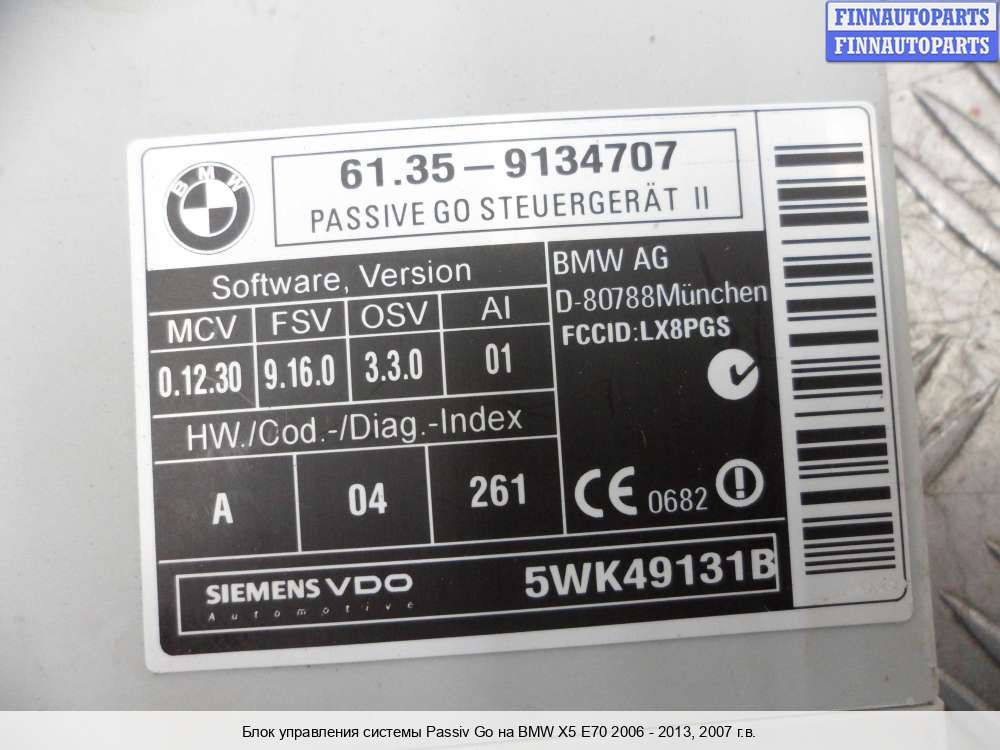 FINNAUTOPARTS
FINNAUTOPARTS
BMW
61.35-9134707
PASSIVE GO STEUERGERÄT II
Software, Version
MCV FSV OSV AI
0.12.30 9.16.0 3.3.0 01
HW./Cod.-/Diag.-Index
A 04 261
BMW AG
D-80788München
FCCID:LX8PGS
CE 0682
SIEMENS VDO
Automotive
5WK49131B
Блок управления системы Passiv Go на BMW X5 E70 2006 - 2013, 2007 г.в.